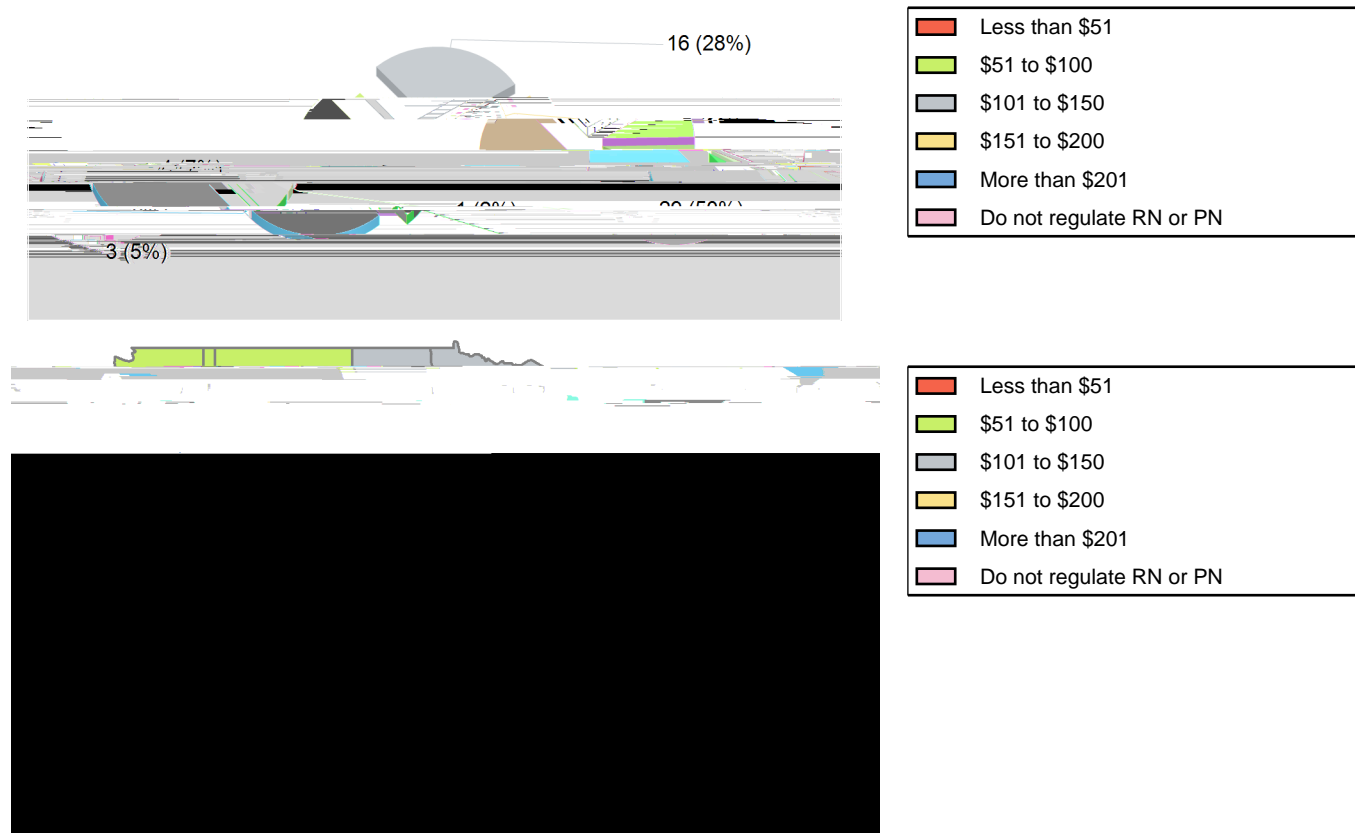 16 (28%)
3 (5%)
Less than $51
$51 to $100
$101 to $150
$151 to $200
More than $201
Do not regulate RN or PN
Less than $51
$51 to $100
$101 to $150
$151 to $200
More than $201
Do not regulate RN or PN